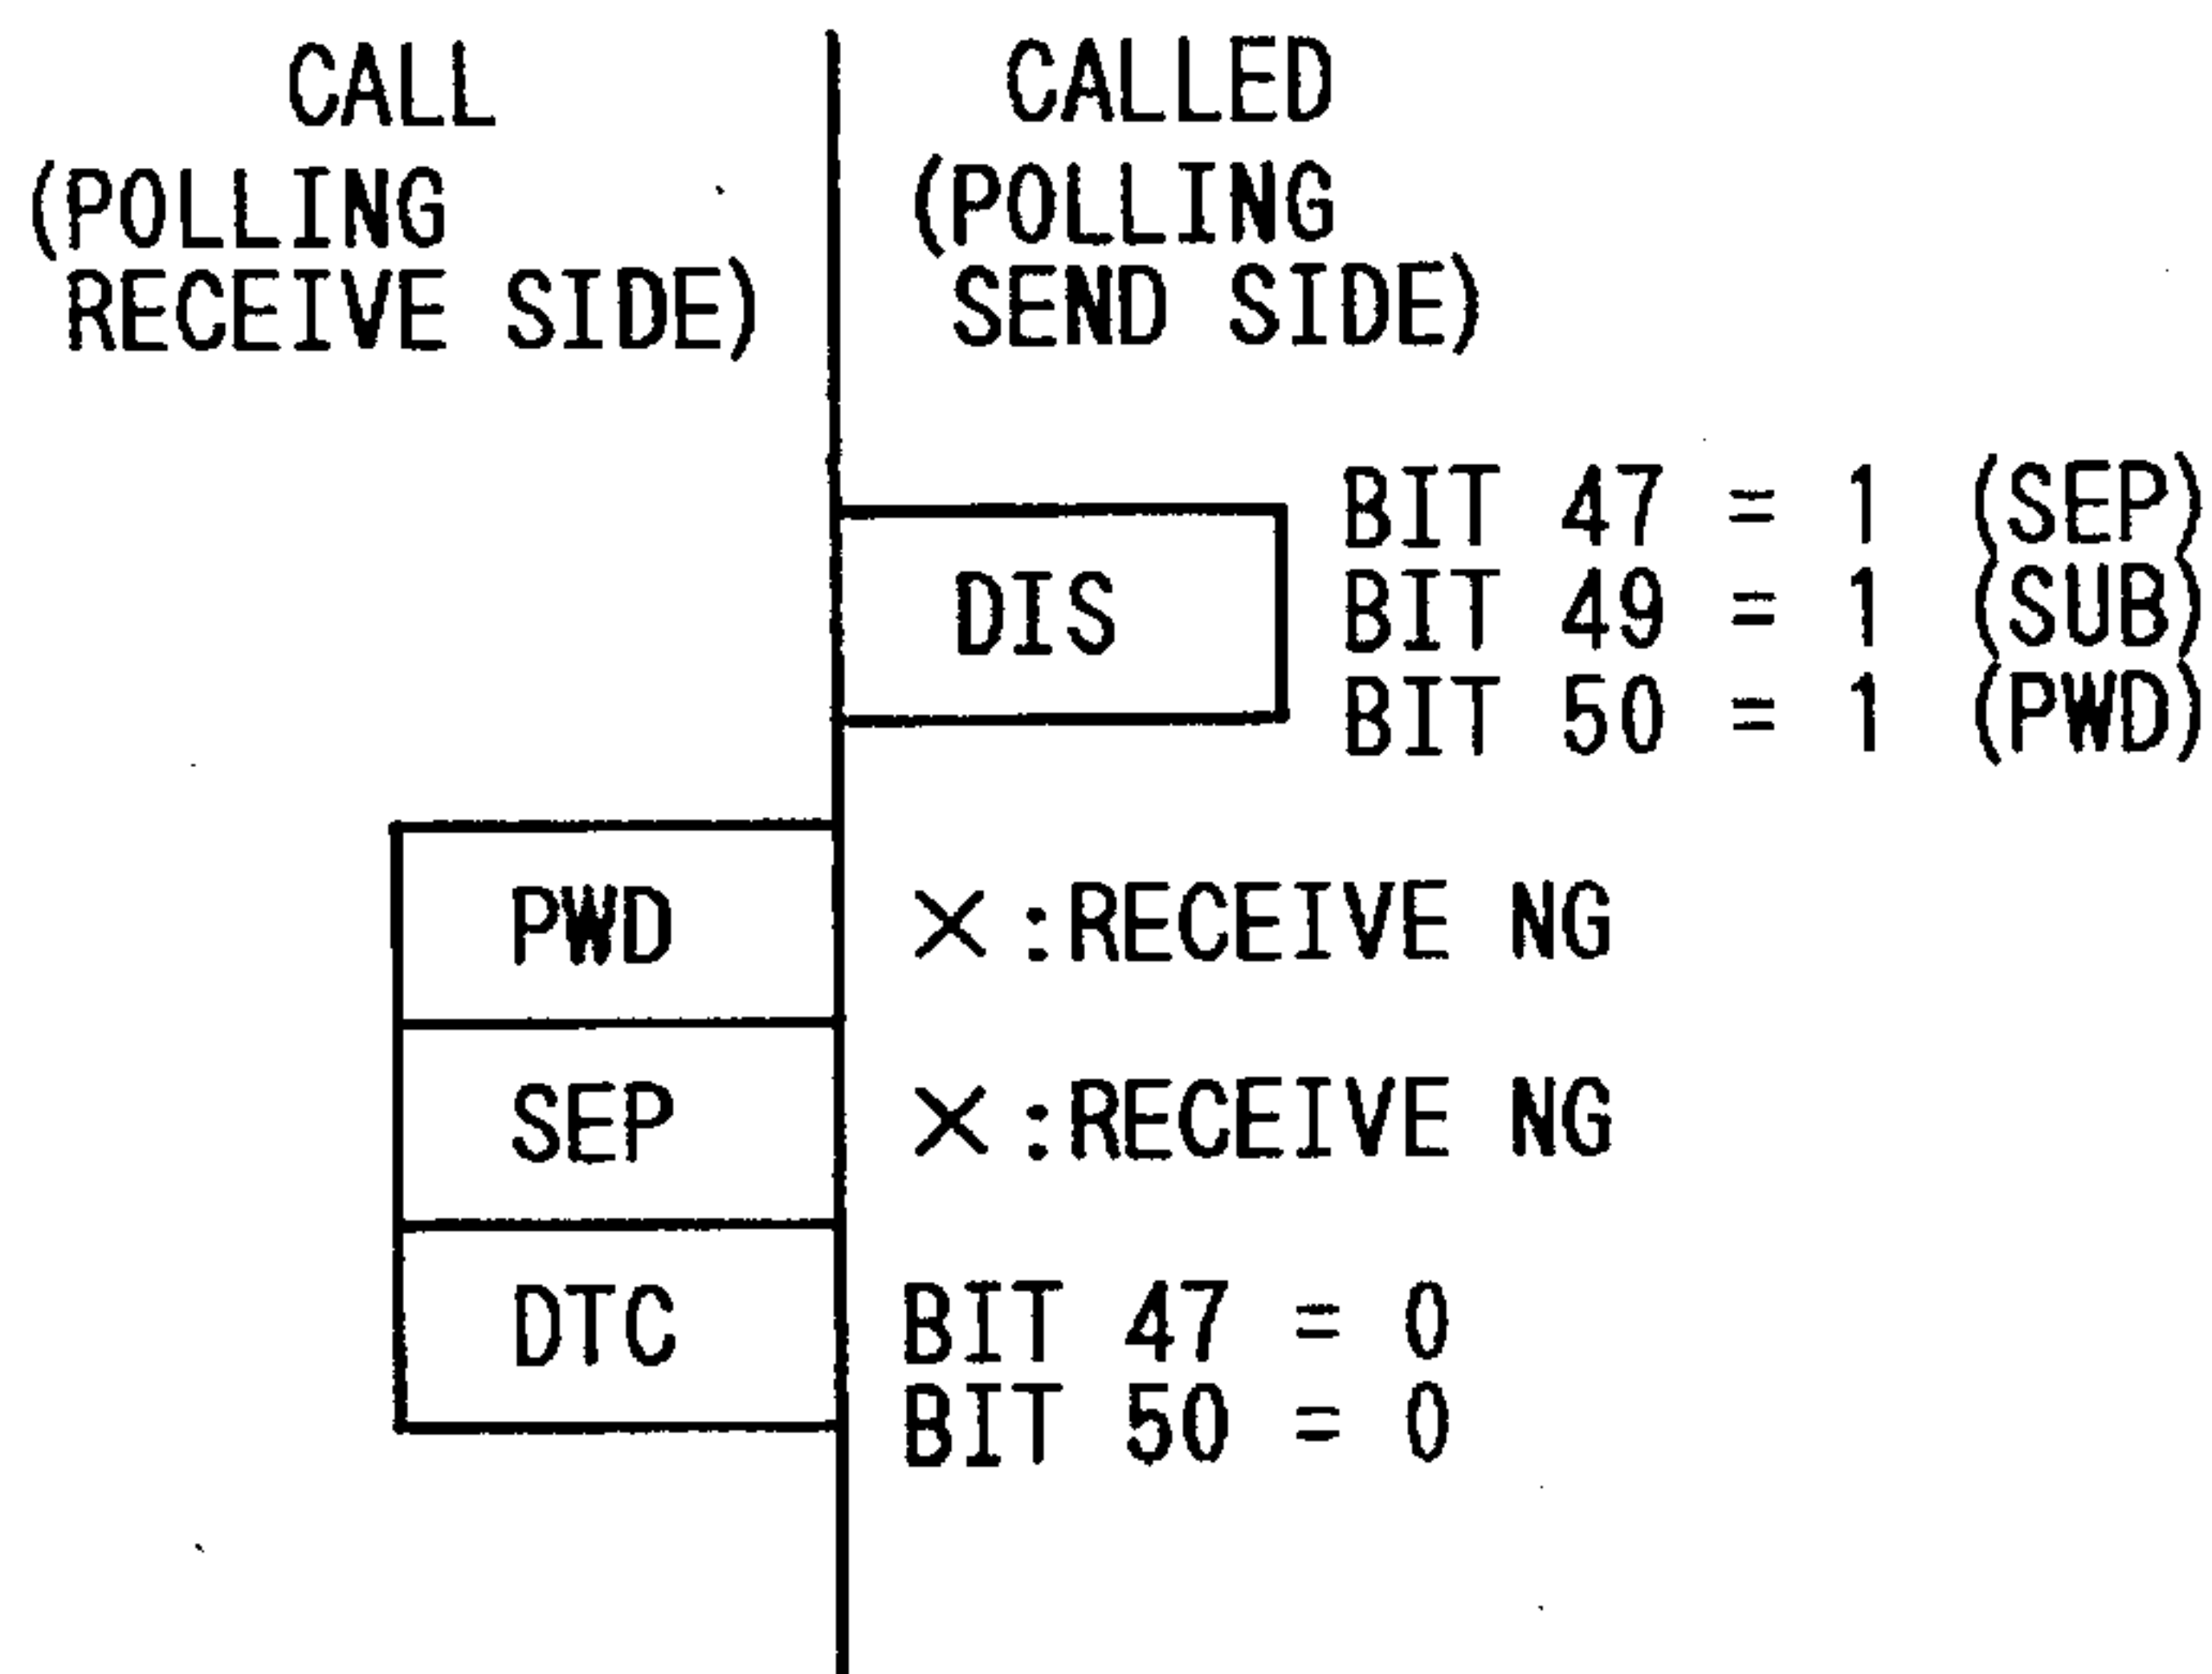 CALL
(POLLING
RECEIVE SIDE)
CALLED
(POLLING
SEND SIDE)
DIS
BIT 47 = 1 (SEP)
BIT 49 = 1 (SUB)
BIT 50 = 1 (PWD)
PWD
×:RECEIVE NG
SEP
×:RECEIVE NG
DTC
BIT 47 = 0
BIT 50 = 0